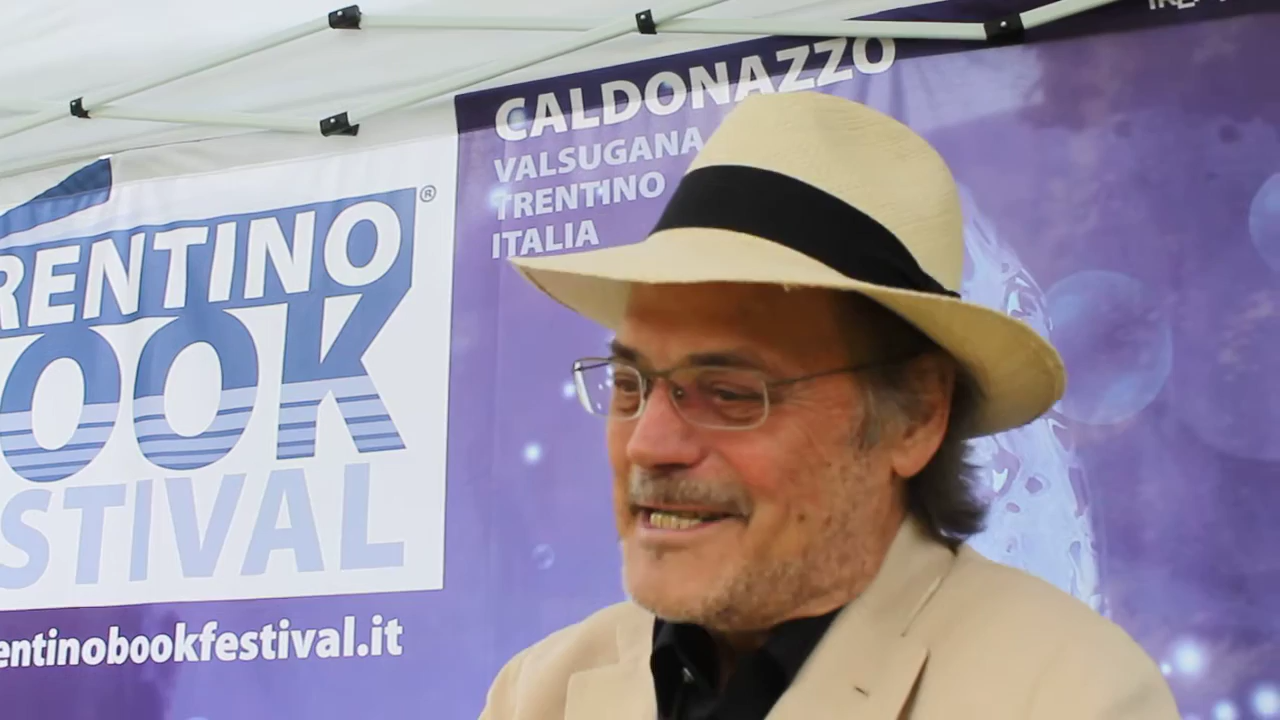 CALDONAZZO
VALSUGANA
TRENTINO
ITALIA
RENTINO®
OOK
STIVAL
entinobookfestival.it